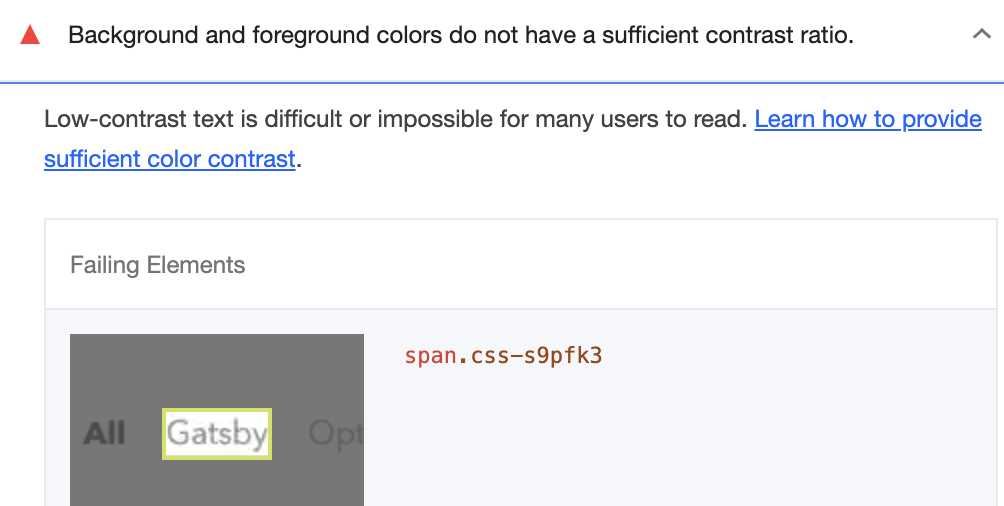 Background and foreground colors do not have a sufficient contrast ratio.
Low-contrast text is difficult or impossible for many users to read. Learn how to provide
sufficient color contrast.
Failing Elements
span.css-s9pfk3
All Gatsby Opt